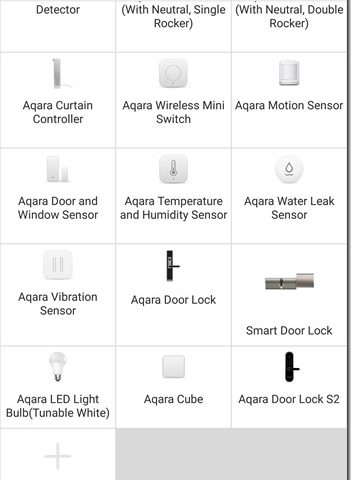 Detector
(With Neutral, Single
Rocker)
(With Neutral, Double
Rocker)
Aqara Curtain
Controller
Aqara Wireless Mini
Switch
Aqara Motion Sensor
Aqara Door and
Window Sensor
Aqara Temperature
and Humidity Sensor
Aqara Water Leak
Sensor
Aqara Vibration
Sensor
Aqara Door Lock
Smart Door Lock
Aqara LED Light
Bulb(Tunable White)
Aqara Cube
Aqara Door Lock S2